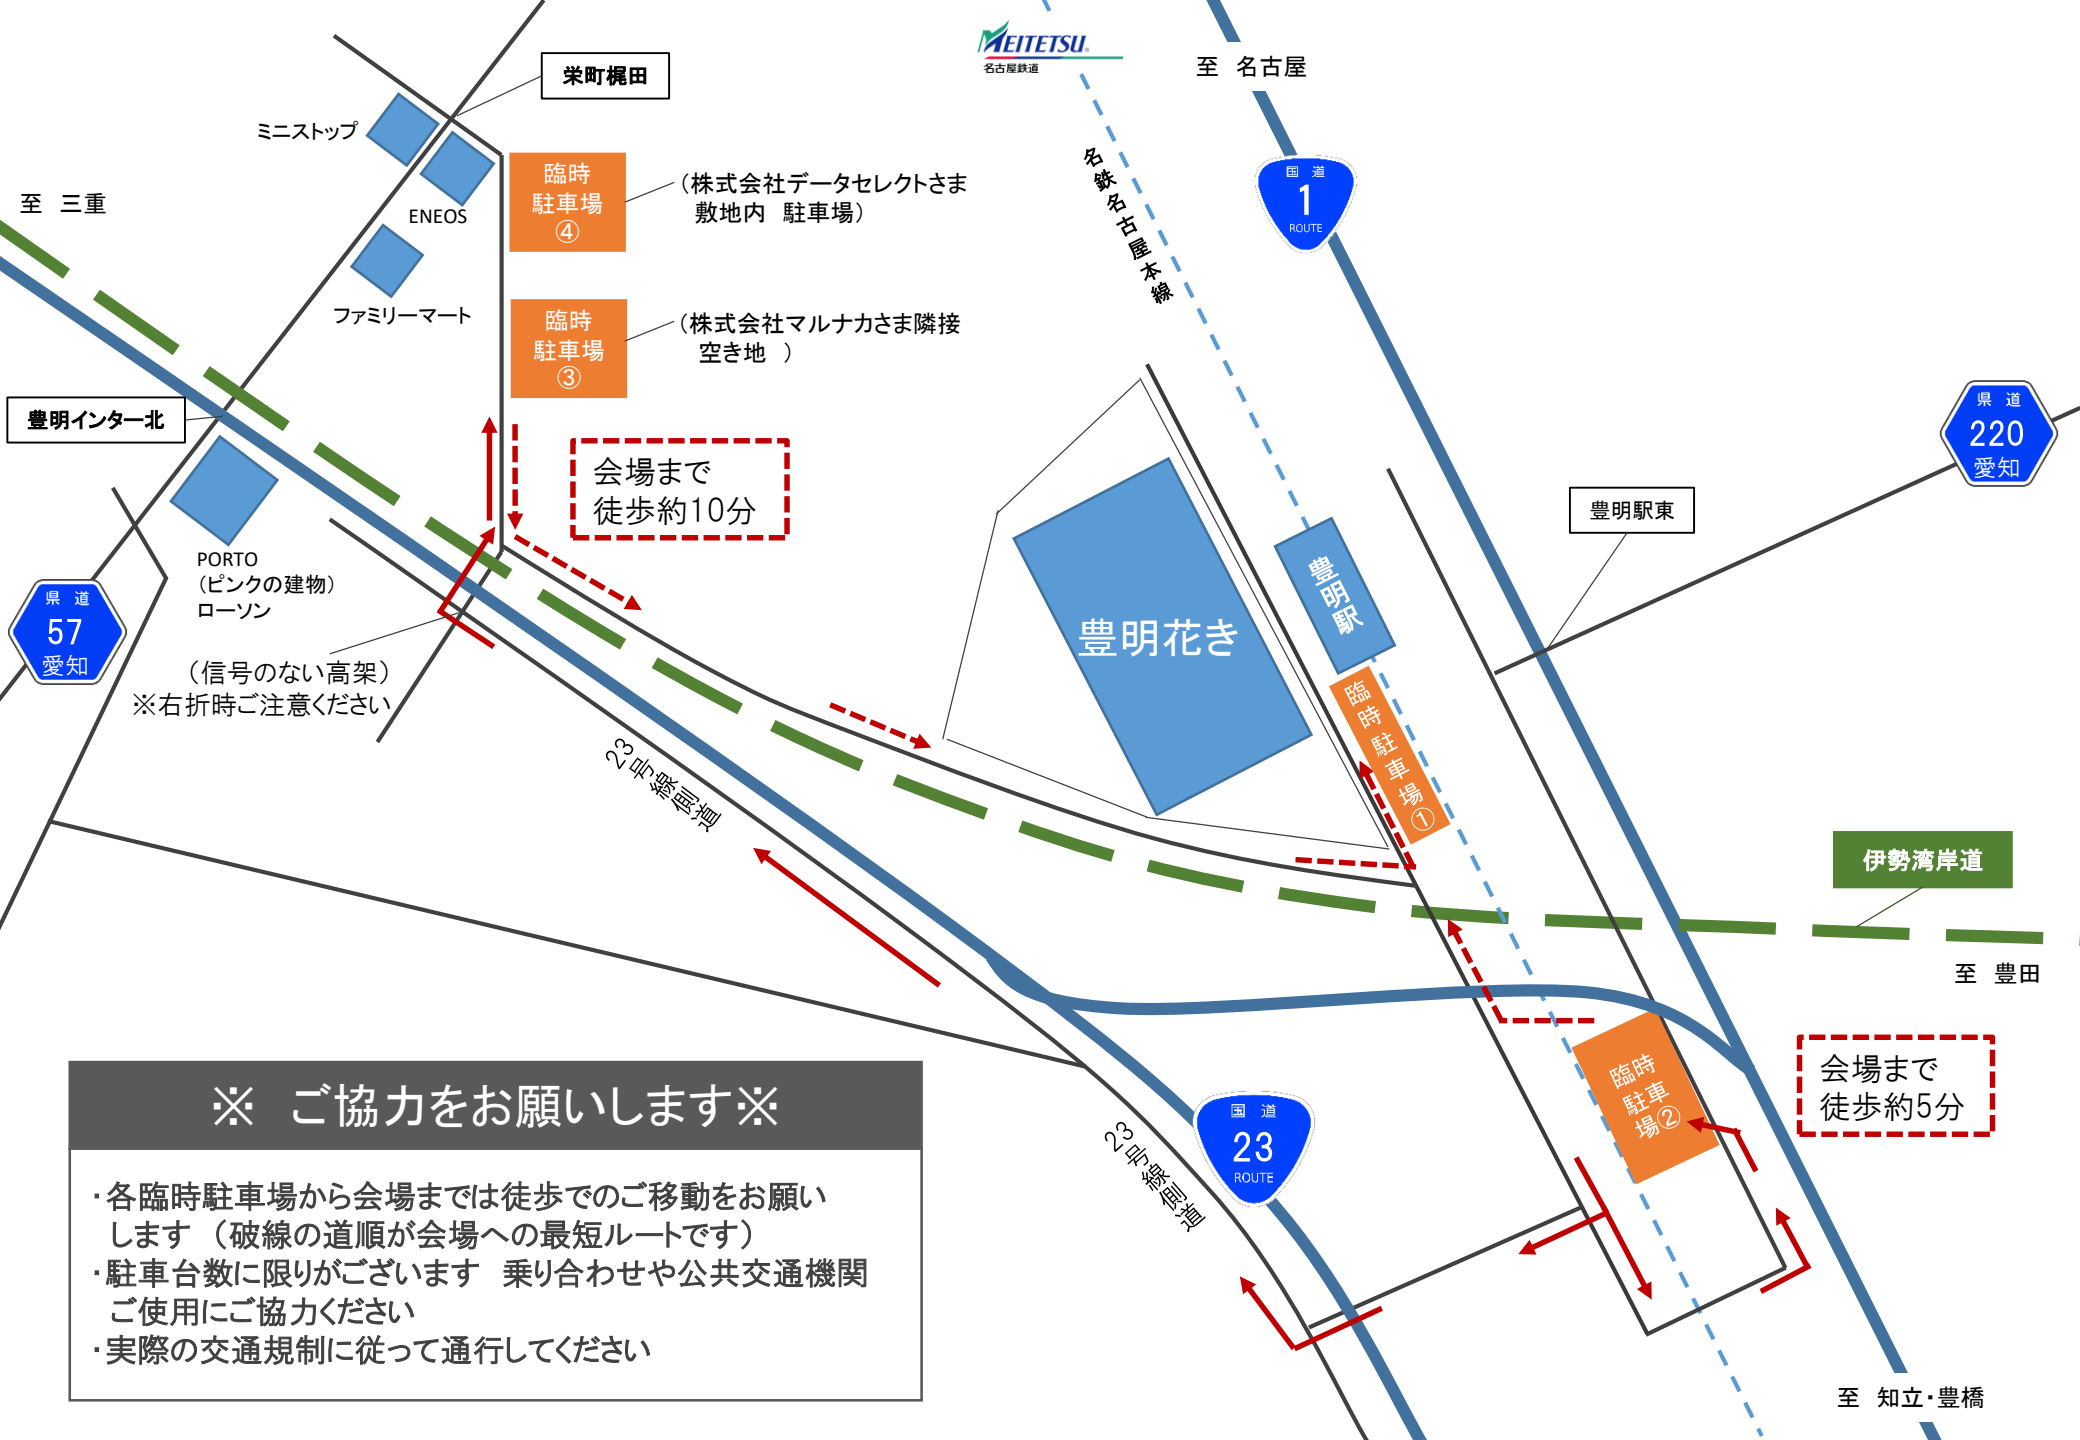 MEITETSU
名古屋鉄道
至 名古屋
栄町梶田
ミニストップ
ENEOS
ファミリーマート
至 三重
臨時
駐車場
④
(株式会社データセレクトさま
敷地内 駐車場)
臨時
駐車場
③
(株式会社マルナカさま隣接
空き地 )
名鉄名古屋本線
国 道
1
ROUTE
県 道
220
愛知
豊明インター北
会場まで
徒歩約10分
豊明駅東
PORTO
(ピンクの建物)
ローソン
県 道
57
愛知
(信号のない高架)
※右折時ご注意ください
豊明花き
豊明駅
臨時駐車場①
23号線側道
伊勢湾岸道
至 豊田
会場まで
徒歩約5分
臨時
駐車
場②
23号線側道
国 道
23
ROUTE
至 知立・豊橋
※ ご協力をお願いします※
・各臨時駐車場から会場までは徒歩でのご移動をお願い
します (破線の道順が会場への最短ルートです)
・駐車台数に限りがございます 乗り合わせや公共交通機関
ご使用にご協力ください
・実際の交通規制に従って通行してください